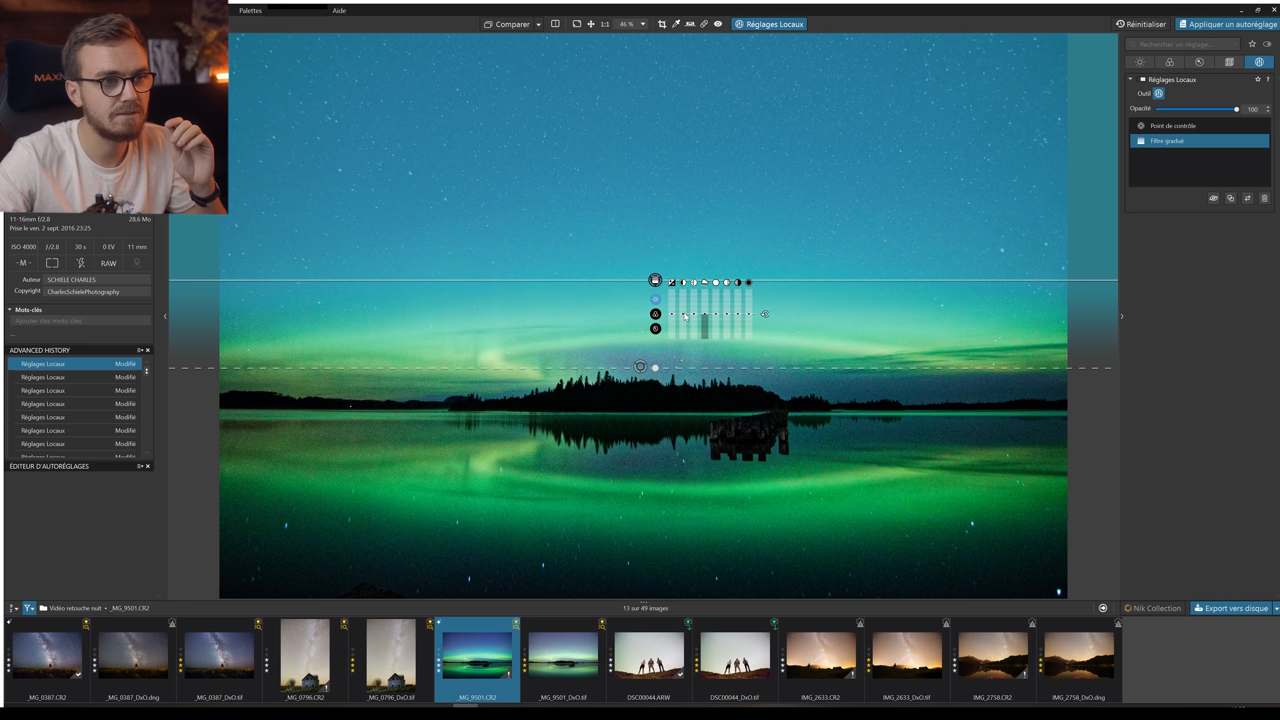 Palettes
Aide
Comparer
1:1
46 %
Réglages Locaux
Réinitialiser
Appliquer un autoréglage
MAXN
Rechercher un réglage...
Réglages Locaux
?
Outil
Opacité
100
Point de contrôle
Filtre gradué
11-16mm f/2.8
28.6 Mo
Prise le ven. 2 sept. 2016 23:25
ISO 4000
ƒ/2.8
30 s
0 EV
11 mm
M
RAW
Auteur
SCHIELE CHARLES
Copyright
CharlesSchielePhotography
Mots-clés
Ajouter des mots clés
ADVANCED HISTORY
Réglages Locaux Modifié
Réglages Locaux Modifié
Réglages Locaux Modifié
Réglages Locaux Modifié
Réglages Locaux Modifié
Réglages Locaux Modifié
Réglages Locaux Modifié
ÉDITEUR D'AUTORÉGLAGES
Vidéo retouche nuit
_MG_9501.CR2
13 sur 49 images
Nik Collection
Export vers disque
_MG_0387.CR2
_MG_0387_DxO.dng
_MG_0387_DxO.tif
_MG_0796.CR2
_MG_0796_DxO.tif
_MG_9501.CR2
_MG_9501_DxO.tif
DSC00044.ARW
DSC00044_DxO.tif
IMG_2633.CR2
IMG_2633_DxO.tif
IMG_2758.CR2
IMG_2758_DxO.dng